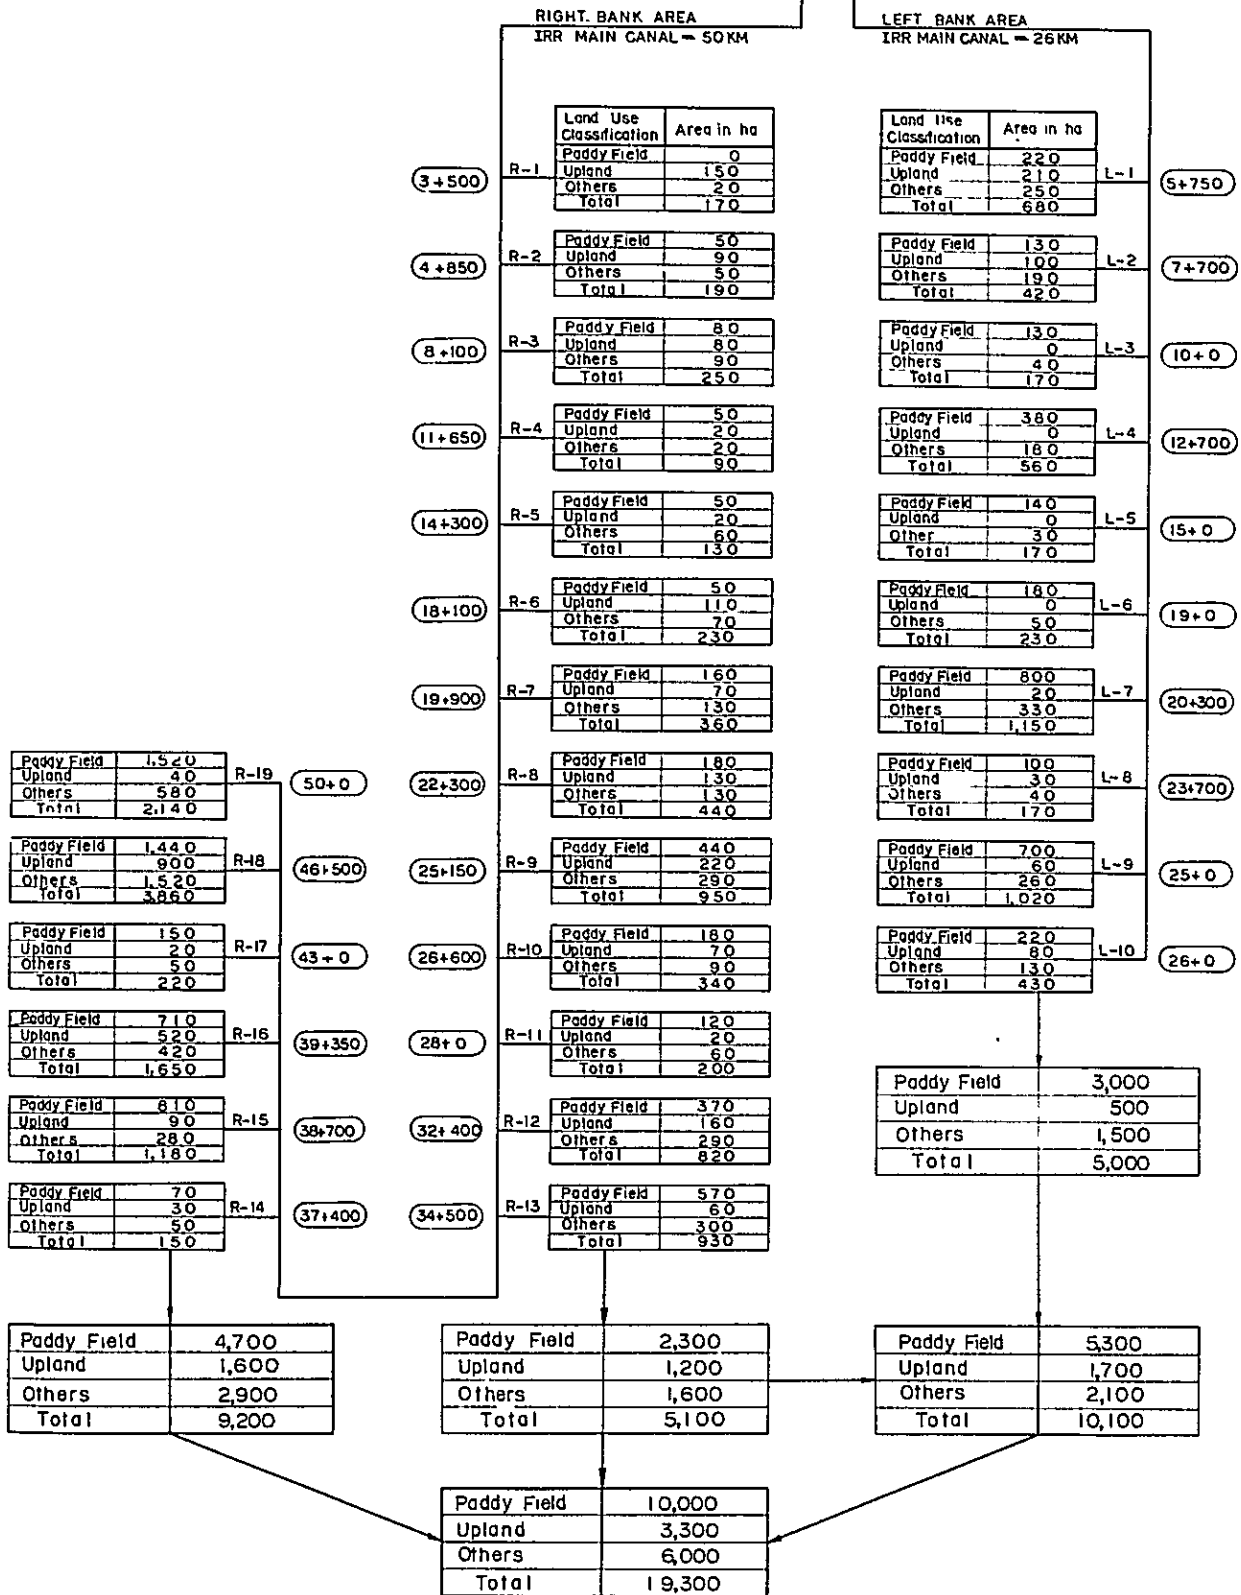 RIGHT. BANK AREA
IRR MAIN CANAL = 50KM
LEFT BANK AREA
IRR MAIN CANAL = 26KM
Land Use Classification Area in ha
3+500 R-1
Paddy Field 0
Upland 150
Others 20
Total 170
4+850 R-2
Paddy Field 50
Upland 90
Others 50
Total 190
8+100 R-3
Paddy Field 80
Upland 80
Others 90
Total 250
11+650 R-4
Paddy Field 50
Upland 20
Others 20
Total 90
14+300 R-5
Paddy Field 50
Upland 20
Others 60
Total 130
18+100 R-6
Paddy Field 50
Upland 110
Others 70
Total 230
19+900 R-7
Paddy Field 160
Upland 70
Others 130
Total 360
22+300 R-8
Paddy Field 180
Upland 130
Others 130
Total 440
25+150 R-9
Paddy Field 440
Upland 220
Others 290
Total 950
26+600 R-10
Paddy Field 180
Upland 70
Others 90
Total 340
28+0 R-11
Paddy Field 120
Upland 20
Others 60
Total 200
32+400 R-12
Paddy Field 370
Upland 160
Others 290
Total 820
34+500 R-13
Paddy Field 570
Upland 60
Others 300
Total 930
Land Use Classification Area in ha
L-1 5+750
Paddy Field 220
Upland 210
Others 250
Total 680
L-2 7+700
Paddy Field 130
Upland 100
Others 190
Total 420
L-3 10+0
Paddy Field 130
Upland 0
Others 40
Total 170
L-4 12+700
Paddy Field 380
Upland 0
Others 180
Total 560
L-5 15+0
Paddy Field 140
Upland 0
Other 30
Total 170
L-6 19+0
Paddy Field 180
Upland 0
Others 50
Total 230
L-7 20+300
Paddy Field 800
Upland 20
Others 330
Total 1,150
L-8 23+700
Paddy Field 100
Upland 30
Others 40
Total 170
L-9 25+0
Paddy Field 700
Upland 60
Others 260
Total 1,020
L-10 26+0
Paddy Field 220
Upland 80
Others 130
Total 430
R-19 50+0
Paddy Field 1,520
Upland 40
Others 580
Total 2,140
R-18 46+500
Paddy Field 1,440
Upland 900
Others 1,520
Total 3,860
R-17 43+0
Paddy Field 150
Upland 20
Others 50
Total 220
R-16 39+350
Paddy Field 710
Upland 520
Others 420
Total 1,650
R-15 38+700
Paddy Field 810
Upland 90
Others 280
Total 1,180
R-14 37+400
Paddy Field 70
Upland 30
Others 50
Total 150
Paddy Field 3,000
Upland 500
Others 1,500
Total 5,000
Paddy Field 4,700
Upland 1,600
Others 2,900
Total 9,200
Paddy Field 2,300
Upland 1,200
Others 1,600
Total 5,100
Paddy Field 5,300
Upland 1,700
Others 2,100
Total 10,100
Paddy Field 10,000
Upland 3,300
Others 6,000
Total 19,300